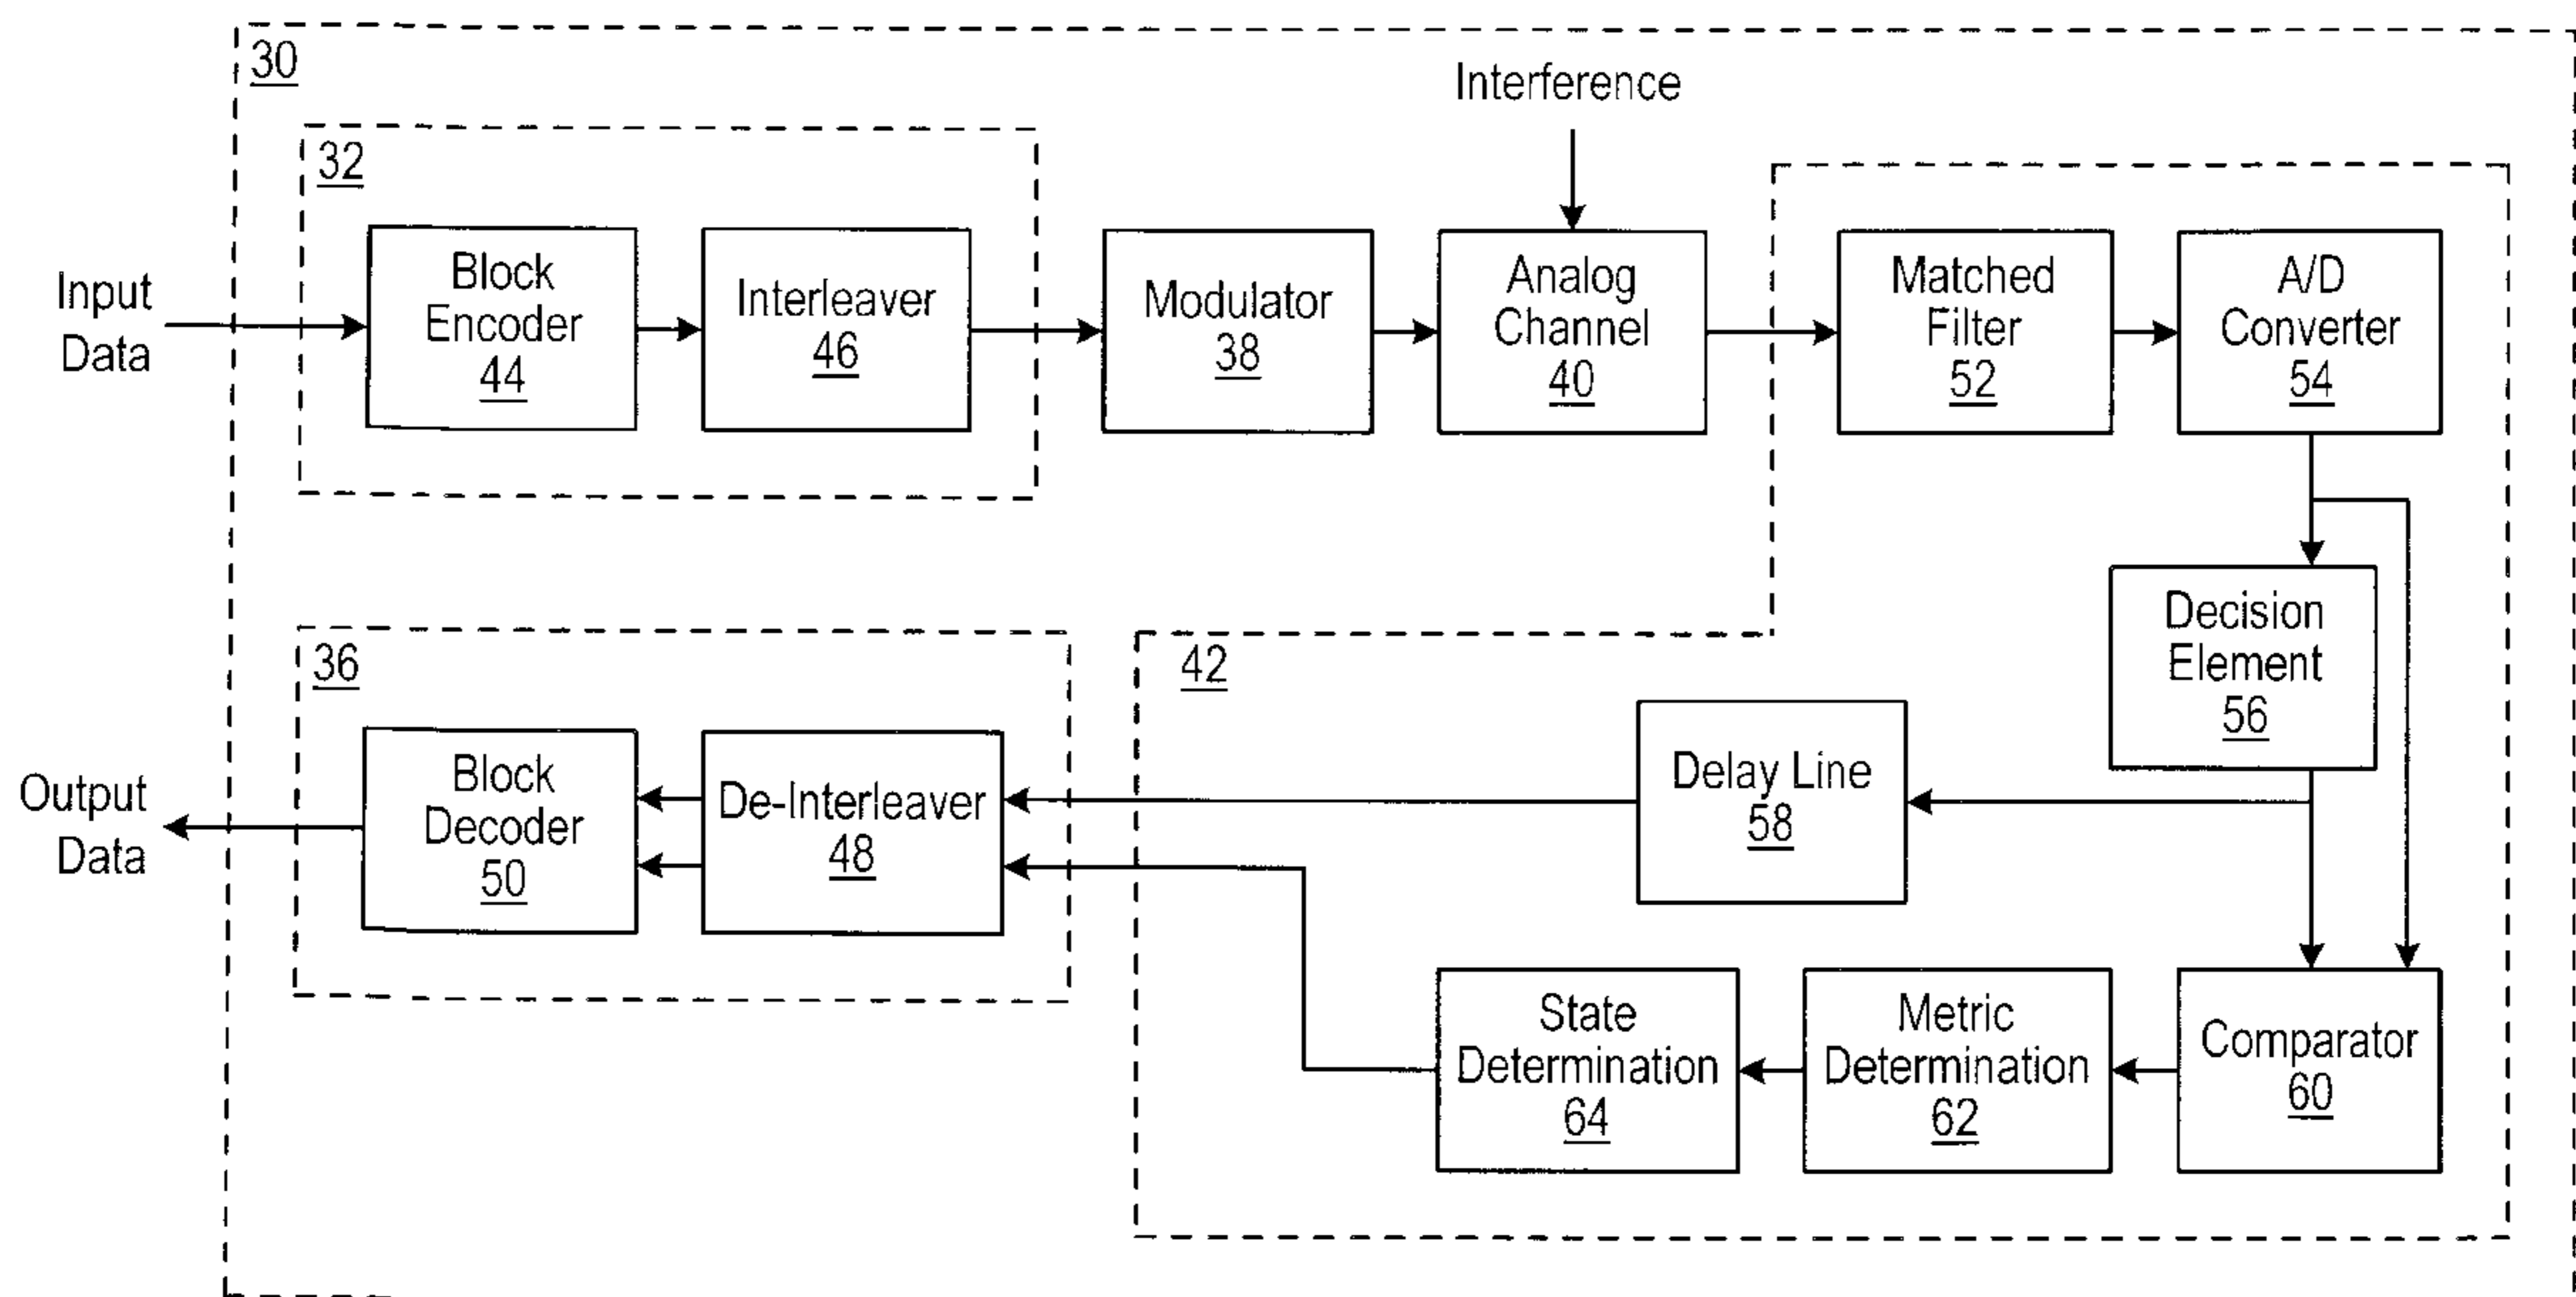 30
Interference
32
Input
Data
Block
Encoder
44
Interleaver
46
Modulator
38
Analog
Channel
40
Matched
Filter
52
A/D
Converter
54
Decision
Element
56
36
42
Output
Data
Block
Decoder
50
De-Interleaver
48
Delay Line
58
State
Determination
64
Metric
Determination
62
Comparator
60